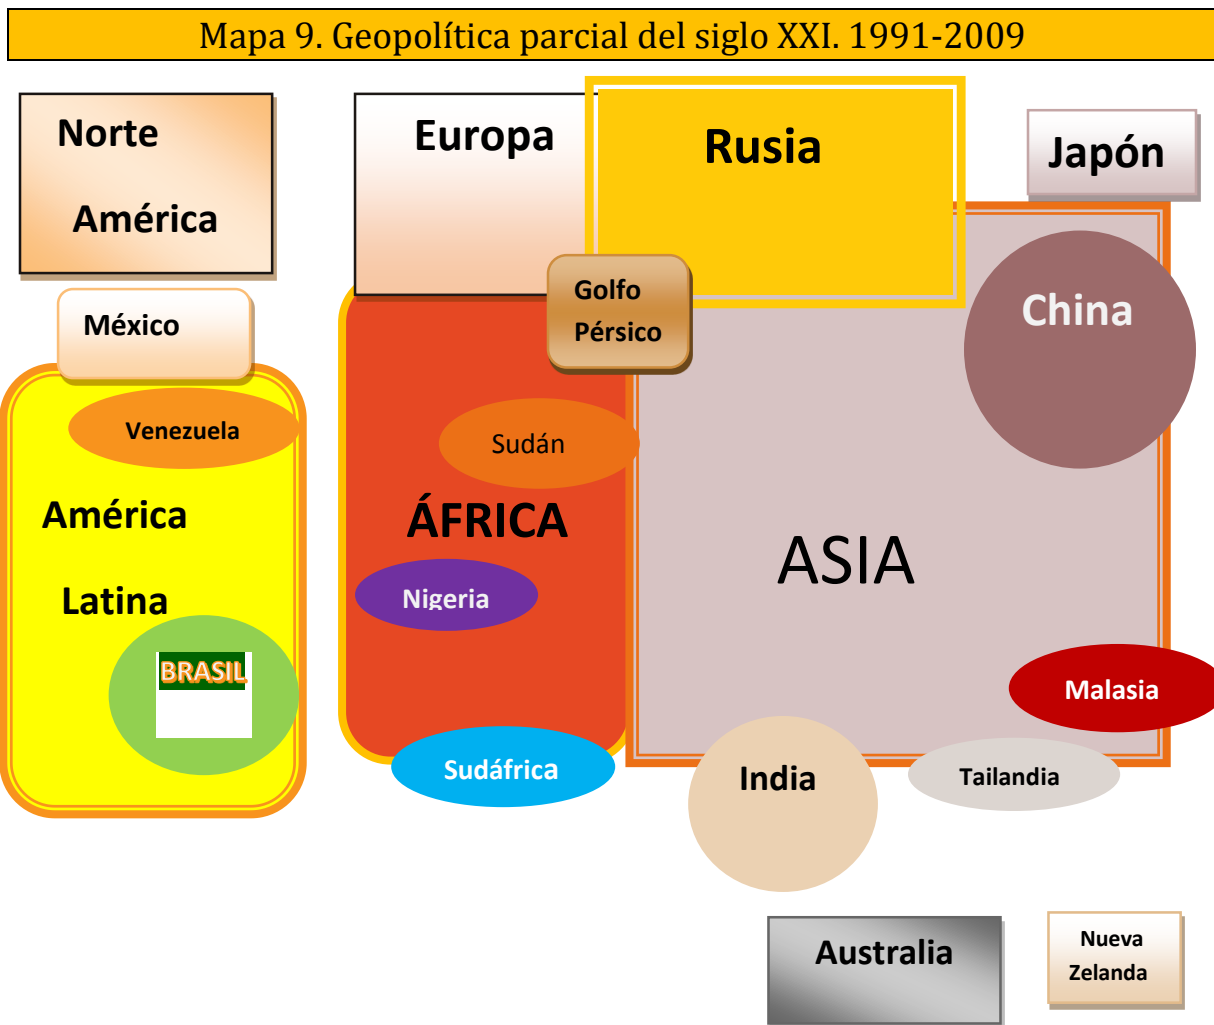 Mapa 9. Geopolítica parcial del siglo XXI. 1991-2009
Norte
América
Europa
Rusia
Japón
Golfo
Pérsico
China
México
Venezuela
Sudán
América
Latina
ÁFRICA
ASIA
Nigeria
BRASIL
Malasia
Sudáfrica
India
Tailandia
Australia
Nueva
Zelanda